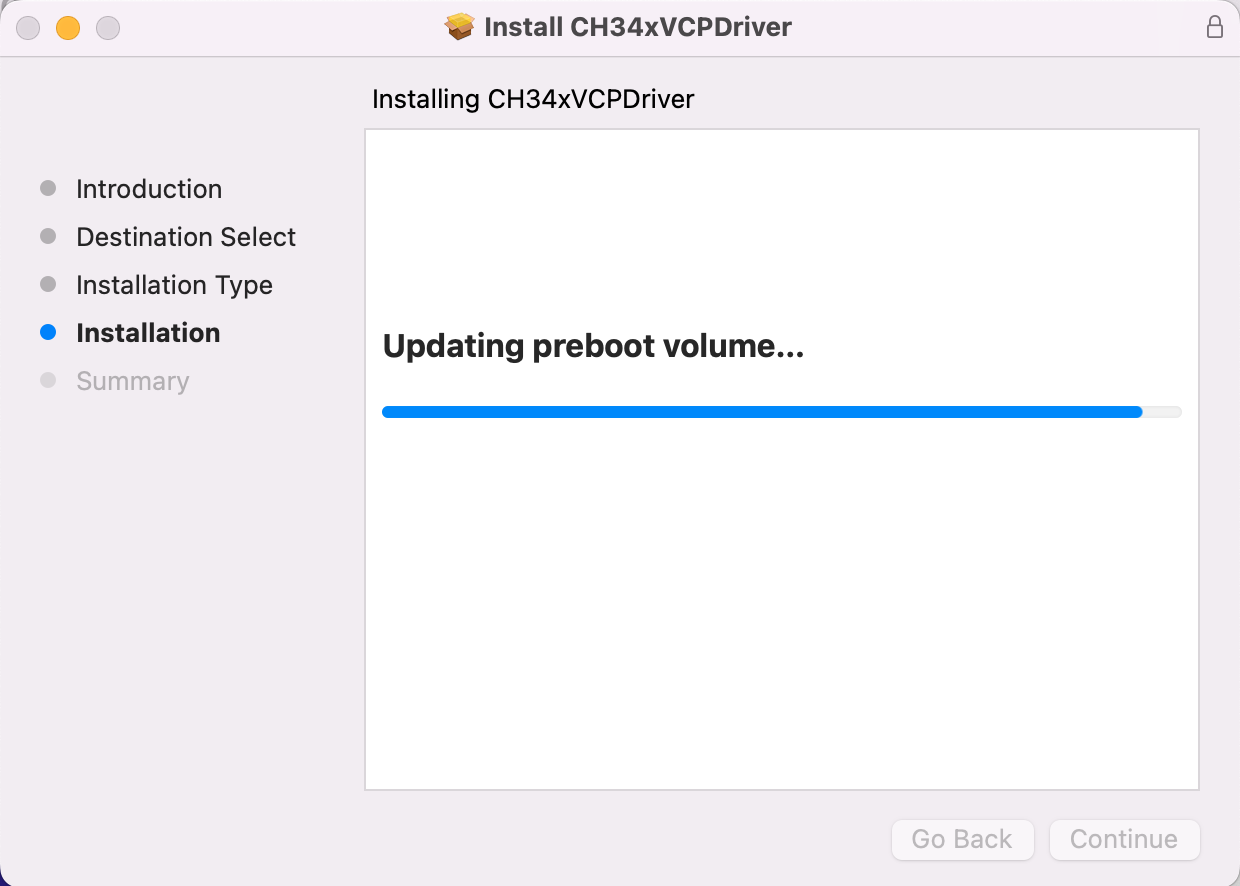 Install CH34xVCPDriver
Installing CH34xVCPDriver
Introduction
Destination Select
Installation Type
Installation
Summary
Updating preboot volume...
Go Back
Continue